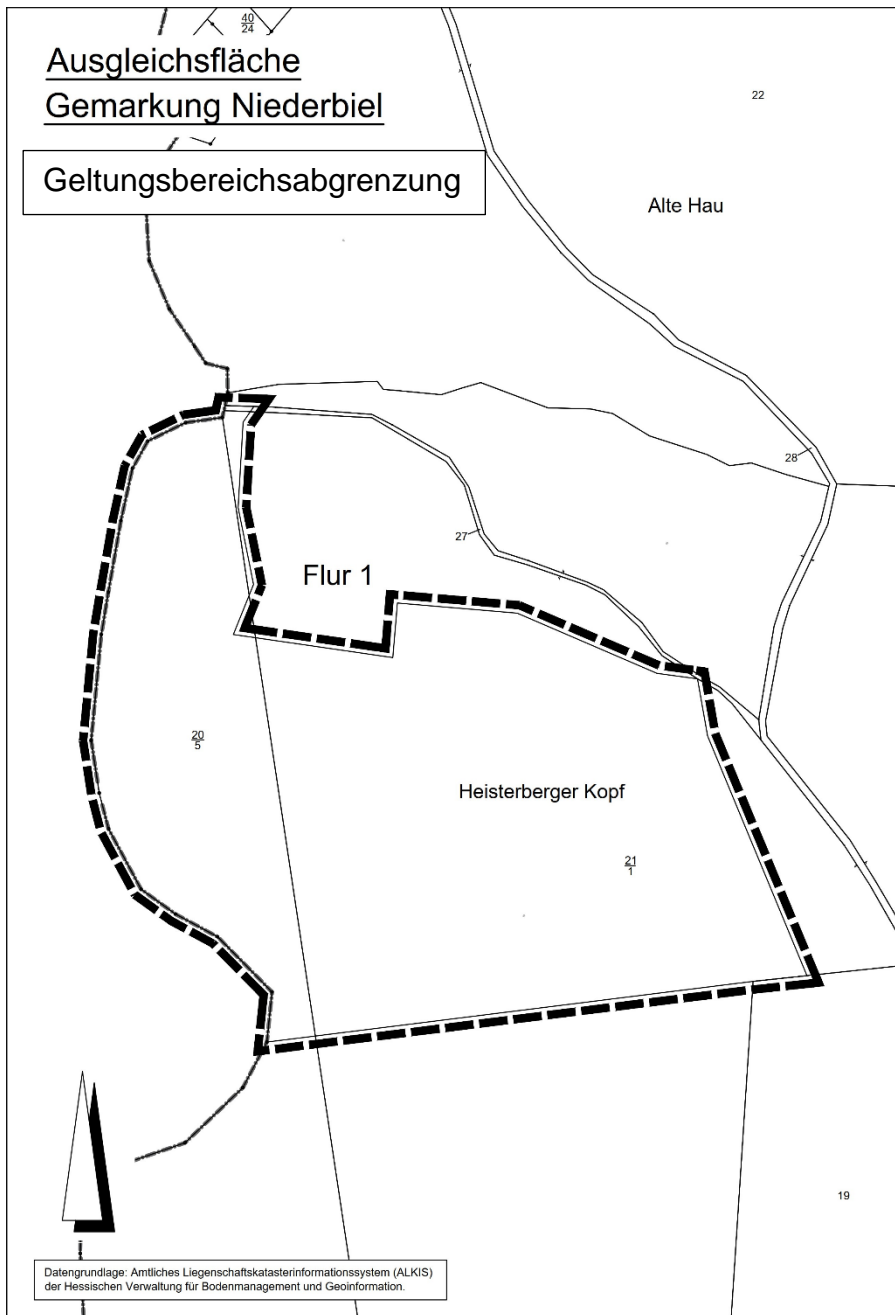 40
24
Ausgleichsfläche
Gemarkung Niederbiel
22
Geltungsbereichsabgrenzung
Alte Hau
28
27
Flur 1
20
5
Heisterberger Kopf
21
1
19
Datengrundlage: Amtliches Liegenschaftskatasterinformationssystem (ALKIS)
der Hessischen Verwaltung für Bodenmanagement und Geoinformation.